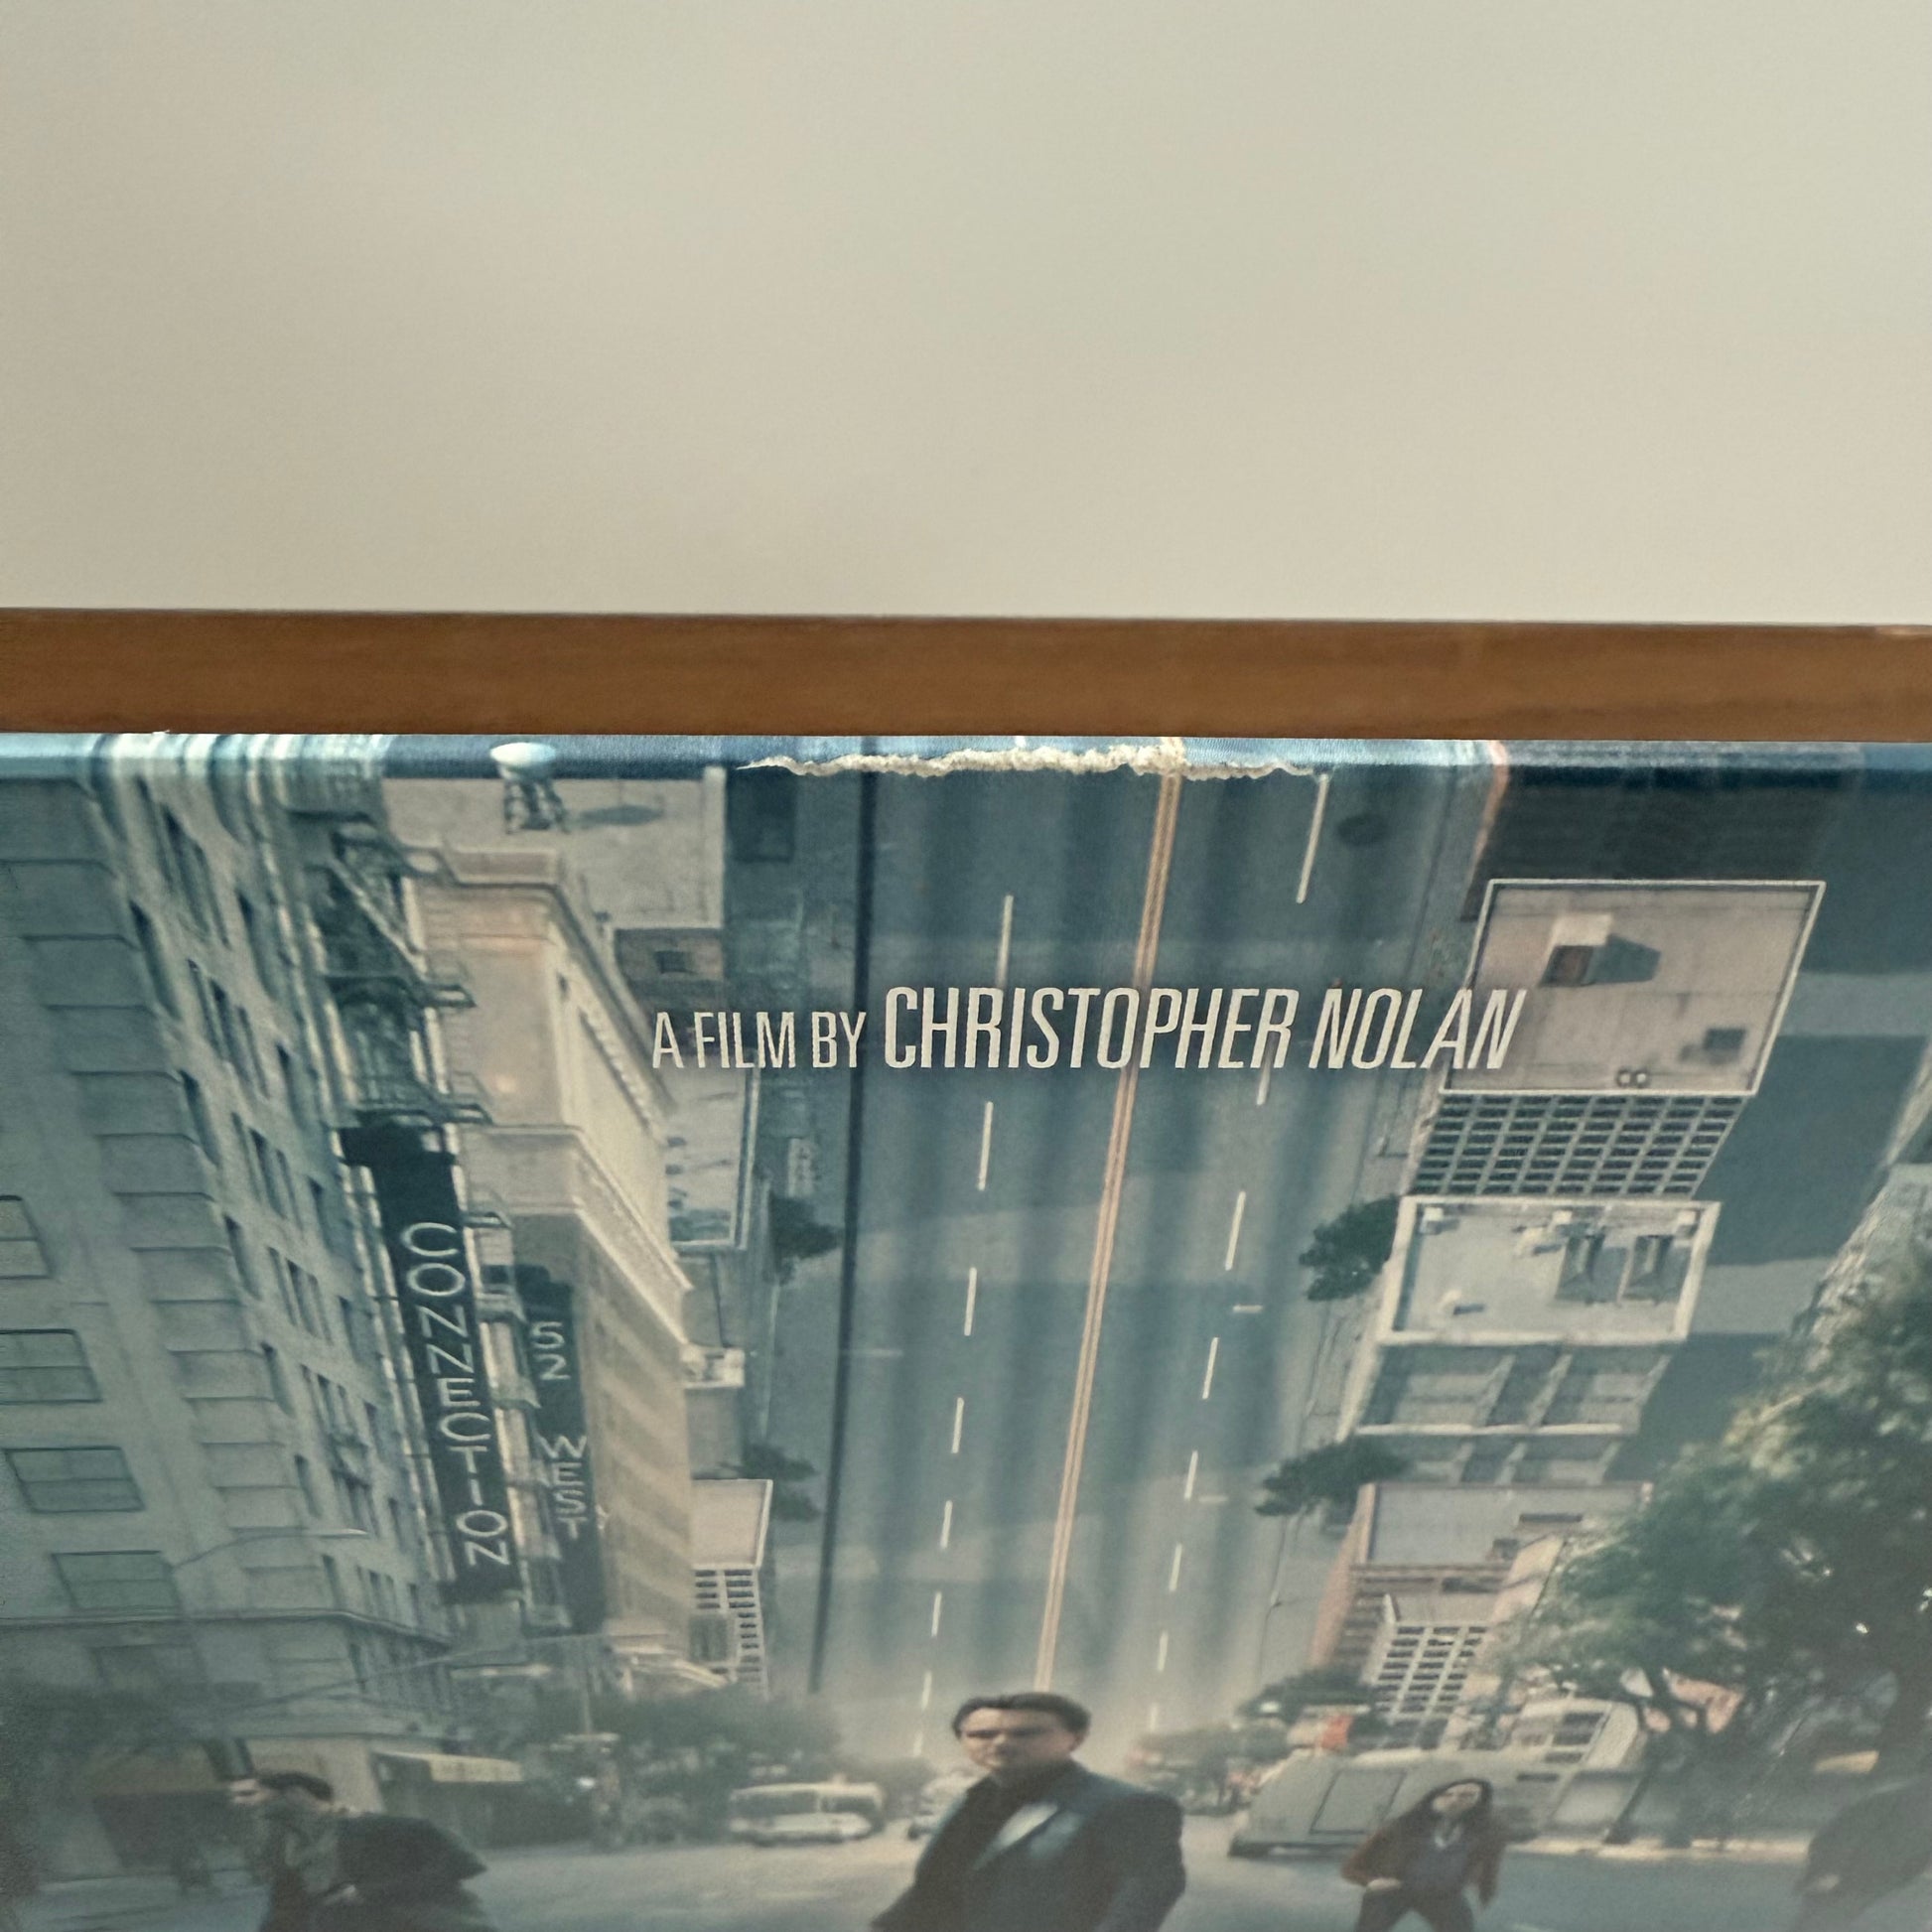 A FILM BY CHRISTOPHER NOLAN
CONNECTION
52 WEST